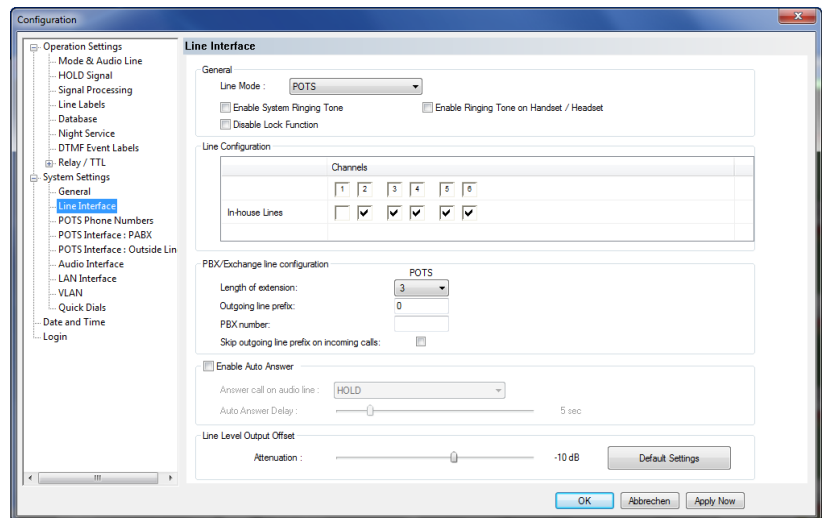 Configuration
Operation Settings
Mode & Audio Line
HOLD Signal
Signal Processing
Line Labels
Database
Night Service
DTMF Event Labels
Relay / TTL
System Settings
General
Line Interface
POTS Phone Numbers
POTS Interface : PABX
POTS Interface : Outside Lin
Audio Interface
LAN Interface
VLAN
Quick Dials
Date and Time
Login
Line Interface
General
Line Mode : POTS
Enable System Ringing Tone Enable Ringing Tone on Handset / Headset
Disable Lock Function
Line Configuration
Channels
1 2 3 4 5 6
In-house Lines
PBX/Exchange line configuration
POTS
Length of extension: 3
Outgoing line prefix: 0
PBX number:
Skip outgoing line prefix on incoming calls:
Enable Auto Answer
Answer call on audio line : HOLD
Auto Answer Delay : 5 sec
Line Level Output Offset
Attenuation : -10 dB Default Settings
OK Abbrechen Apply Now